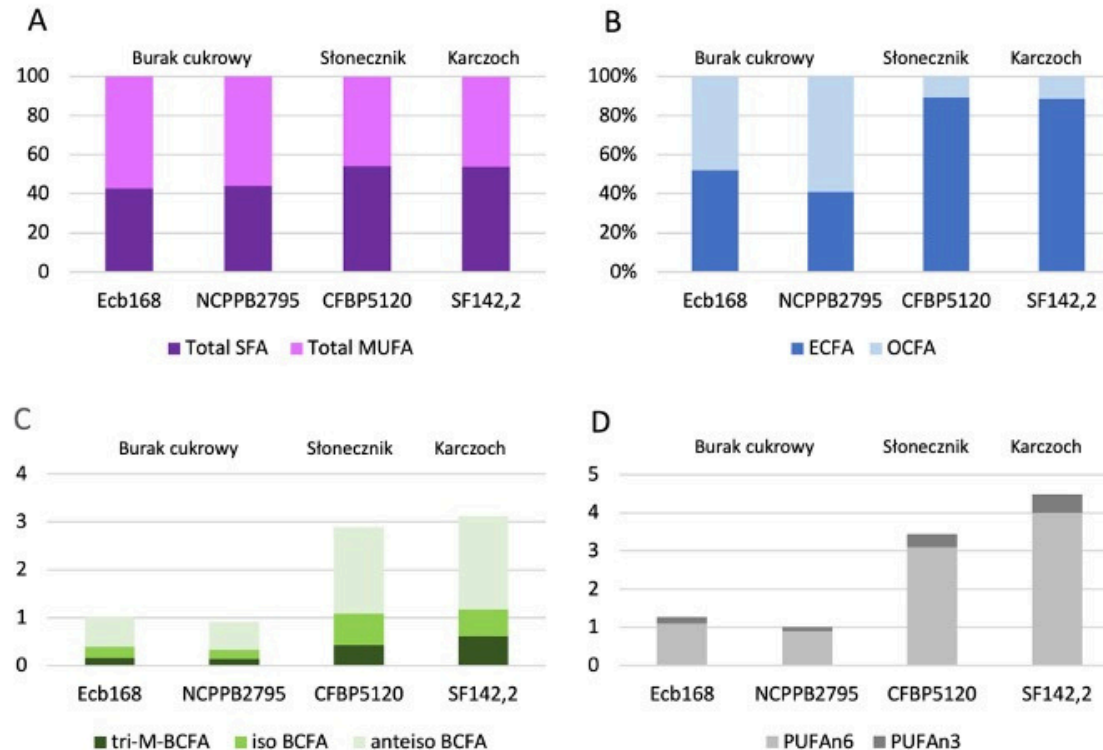 A
Burak cukrowy Słonecznik Karczoch
100
80
60
40
20
0
Ecb168 NCPPB2795 CFBP5120 SF142,2
Total SFA Total MUFA
B
Burak cukrowy Słonecznik Karczoch
100%
80%
60%
40%
20%
0%
Ecb168 NCPPB2795 CFBP5120 SF142,2
ECFA OCFA
C
Burak cukrowy Słonecznik Karczoch
4
3
2
1
0
Ecb168 NCPPB2795 CFBP5120 SF142,2
tri-M-BCFA iso BCFA anteiso BCFA
D
Burak cukrowy Słonecznik Karczoch
5
4
3
2
1
0
Ecb168 NCPPB2795 CFBP5120 SF142,2
PUFAn6 PUFAn3